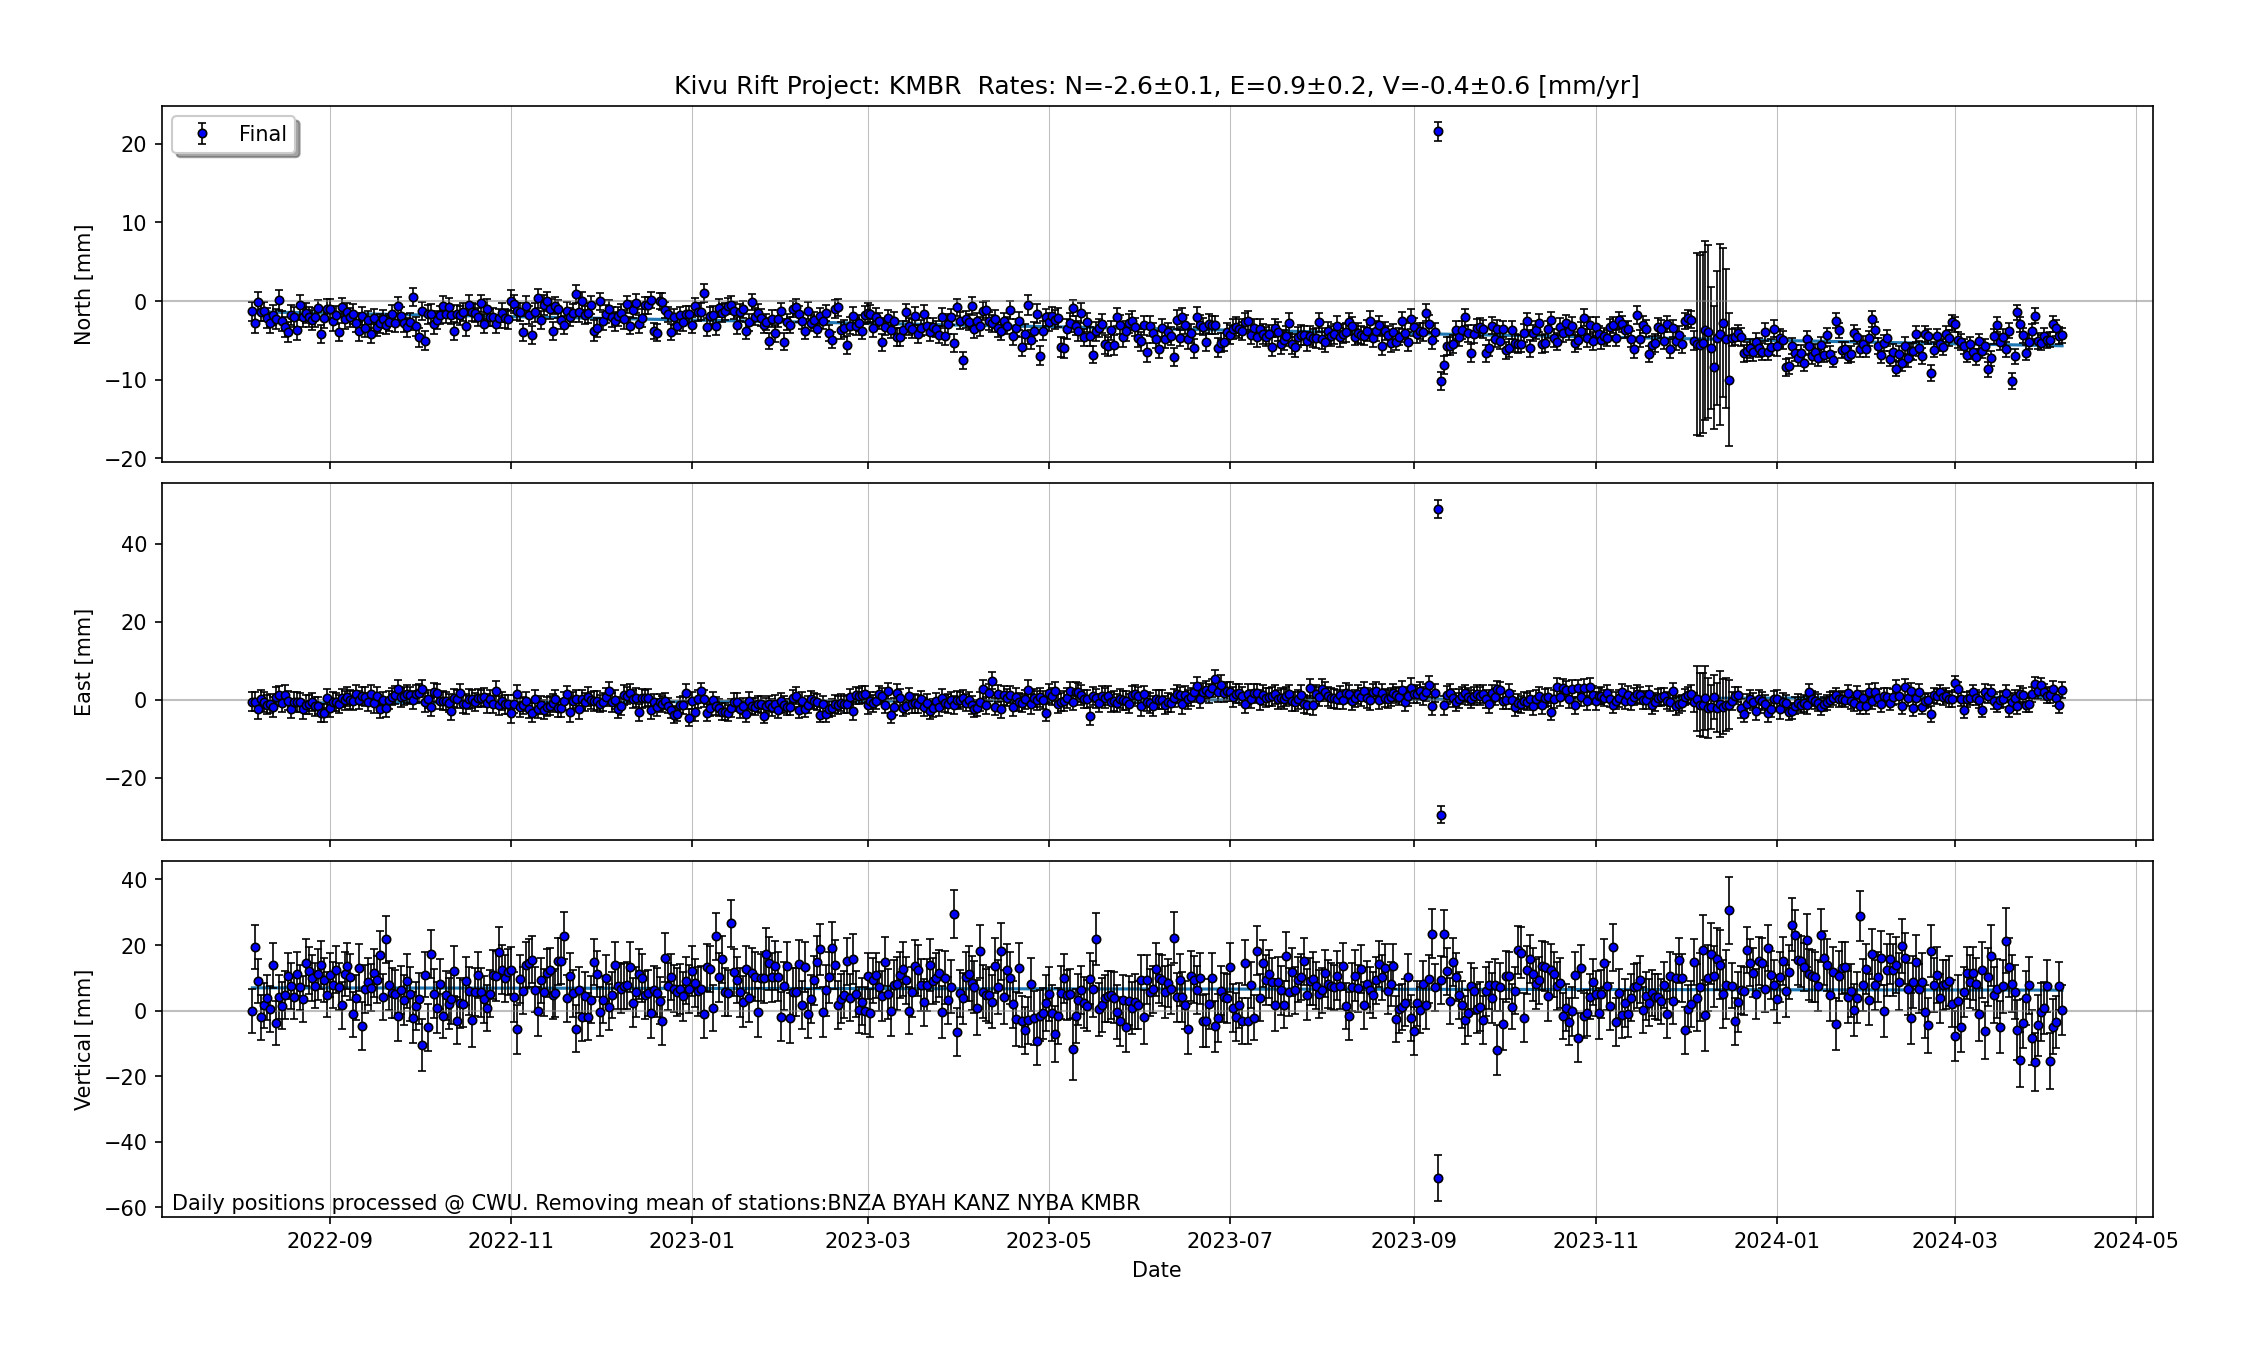 Kivu Rift Project: KMBR  Rates: N=-2.6±0.1, E=0.9±0.2, V=-0.4±0.6 [mm/yr]
Final
North [mm]
20
10
0
−10
−20
East [mm]
40
20
0
−20
Vertical [mm]
40
20
0
−20
−40
−60
Daily positions processed @ CWU. Removing mean of stations:BNZA BYAH KANZ NYBA KMBR
2022-09 2022-11 2023-01 2023-03 2023-05 2023-07 2023-09 2023-11 2024-01 2024-03 2024-05
Date